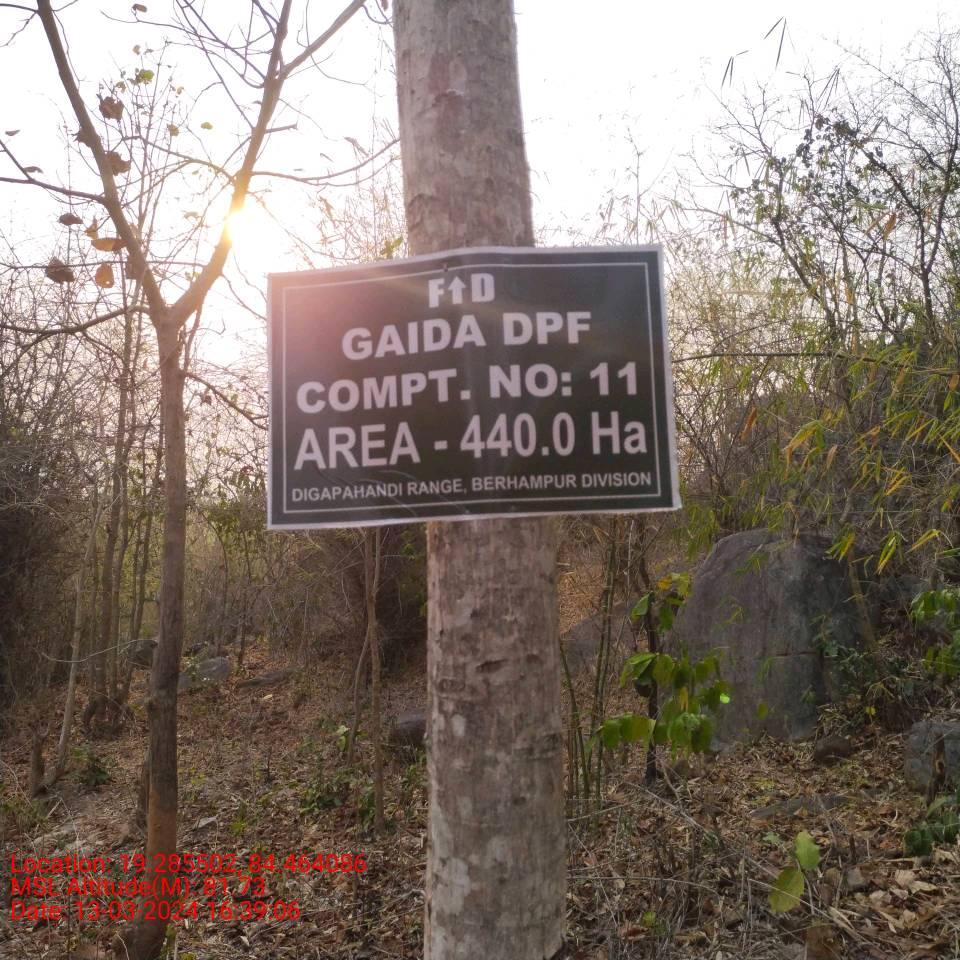 F↑D
GAIDA DPF
COMPT. NO: 11
AREA - 440.0 Ha
DIGAPAHANDI RANGE, BERHAMPUR DIVISION
Location: 19.285502, 84.464086
MSL Altitude(M): 81.73
Date: 13-03-2024 16:39:06